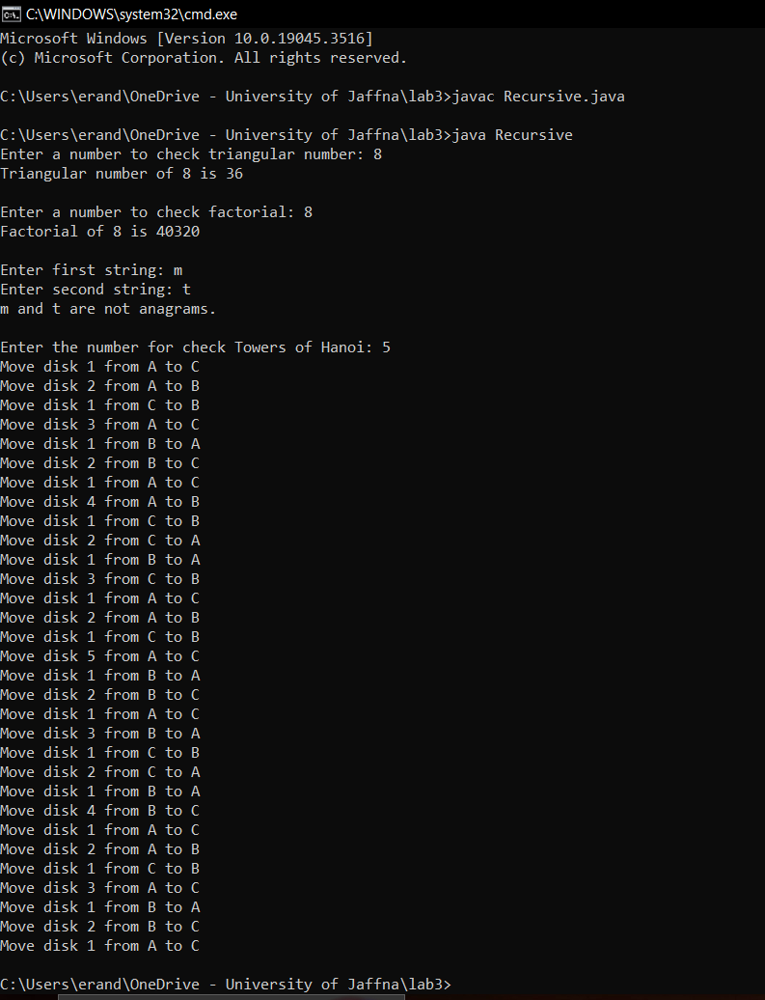 C:\WINDOWS\system32\cmd.exe
Microsoft Windows [Version 10.0.19045.3516]
(c) Microsoft Corporation. All rights reserved.
C:\Users\erand\OneDrive - University of Jaffna\lab3>javac Recursive.java
C:\Users\erand\OneDrive - University of Jaffna\lab3>java Recursive
Enter a number to check triangular number: 8
Triangular number of 8 is 36
Enter a number to check factorial: 8
Factorial of 8 is 40320
Enter first string: m
Enter second string: t
m and t are not anagrams.
Enter the number for check Towers of Hanoi: 5
Move disk 1 from A to C
Move disk 2 from A to B
Move disk 1 from C to B
Move disk 3 from A to C
Move disk 1 from B to A
Move disk 2 from B to C
Move disk 1 from A to C
Move disk 4 from A to B
Move disk 1 from C to B
Move disk 2 from C to A
Move disk 1 from B to A
Move disk 3 from C to B
Move disk 1 from A to C
Move disk 2 from A to B
Move disk 1 from C to B
Move disk 5 from A to C
Move disk 1 from B to A
Move disk 2 from B to C
Move disk 1 from A to C
Move disk 3 from B to A
Move disk 1 from C to B
Move disk 2 from C to A
Move disk 1 from B to A
Move disk 4 from B to C
Move disk 1 from A to C
Move disk 2 from A to B
Move disk 1 from C to B
Move disk 3 from A to C
Move disk 1 from B to A
Move disk 2 from B to C
Move disk 1 from A to C
C:\Users\erand\OneDrive - University of Jaffna\lab3>